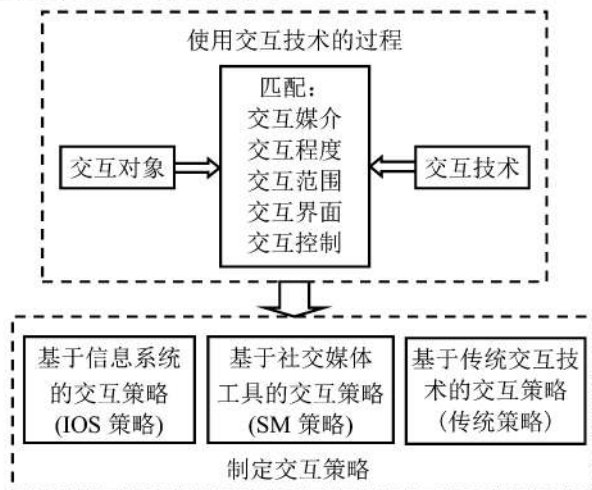 使用交互技术的过程
匹配：
交互媒介
交互程度
交互范围
交互界面
交互控制
交互对象
交互技术
基于信息系统
的交互策略
(IOS 策略)
基于社交媒体
工具的交互策略
(SM 策略)
基于传统交互技
术的交互策略
（传统策略）
制定交互策略